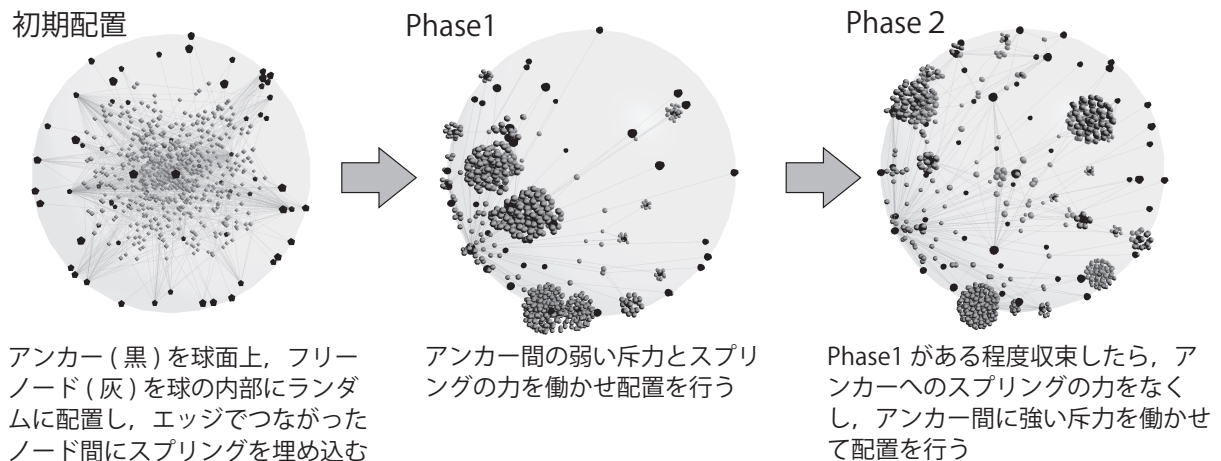 初期配置
アンカー ( 黒 ) を球面上，フリー
ノード ( 灰 ) を球の内部にランダ
ムに配置し，エッジでつながった
ノード間にスプリングを埋め込む
Phase1
アンカー間の弱い斥力とスプリ
ングの力を働かせ配置を行う
Phase 2
Phase1 がある程度収束したら，ア
ンカーへのスプリングの力をなく
し，アンカー間に強い斥力を働かせ
て配置を行う